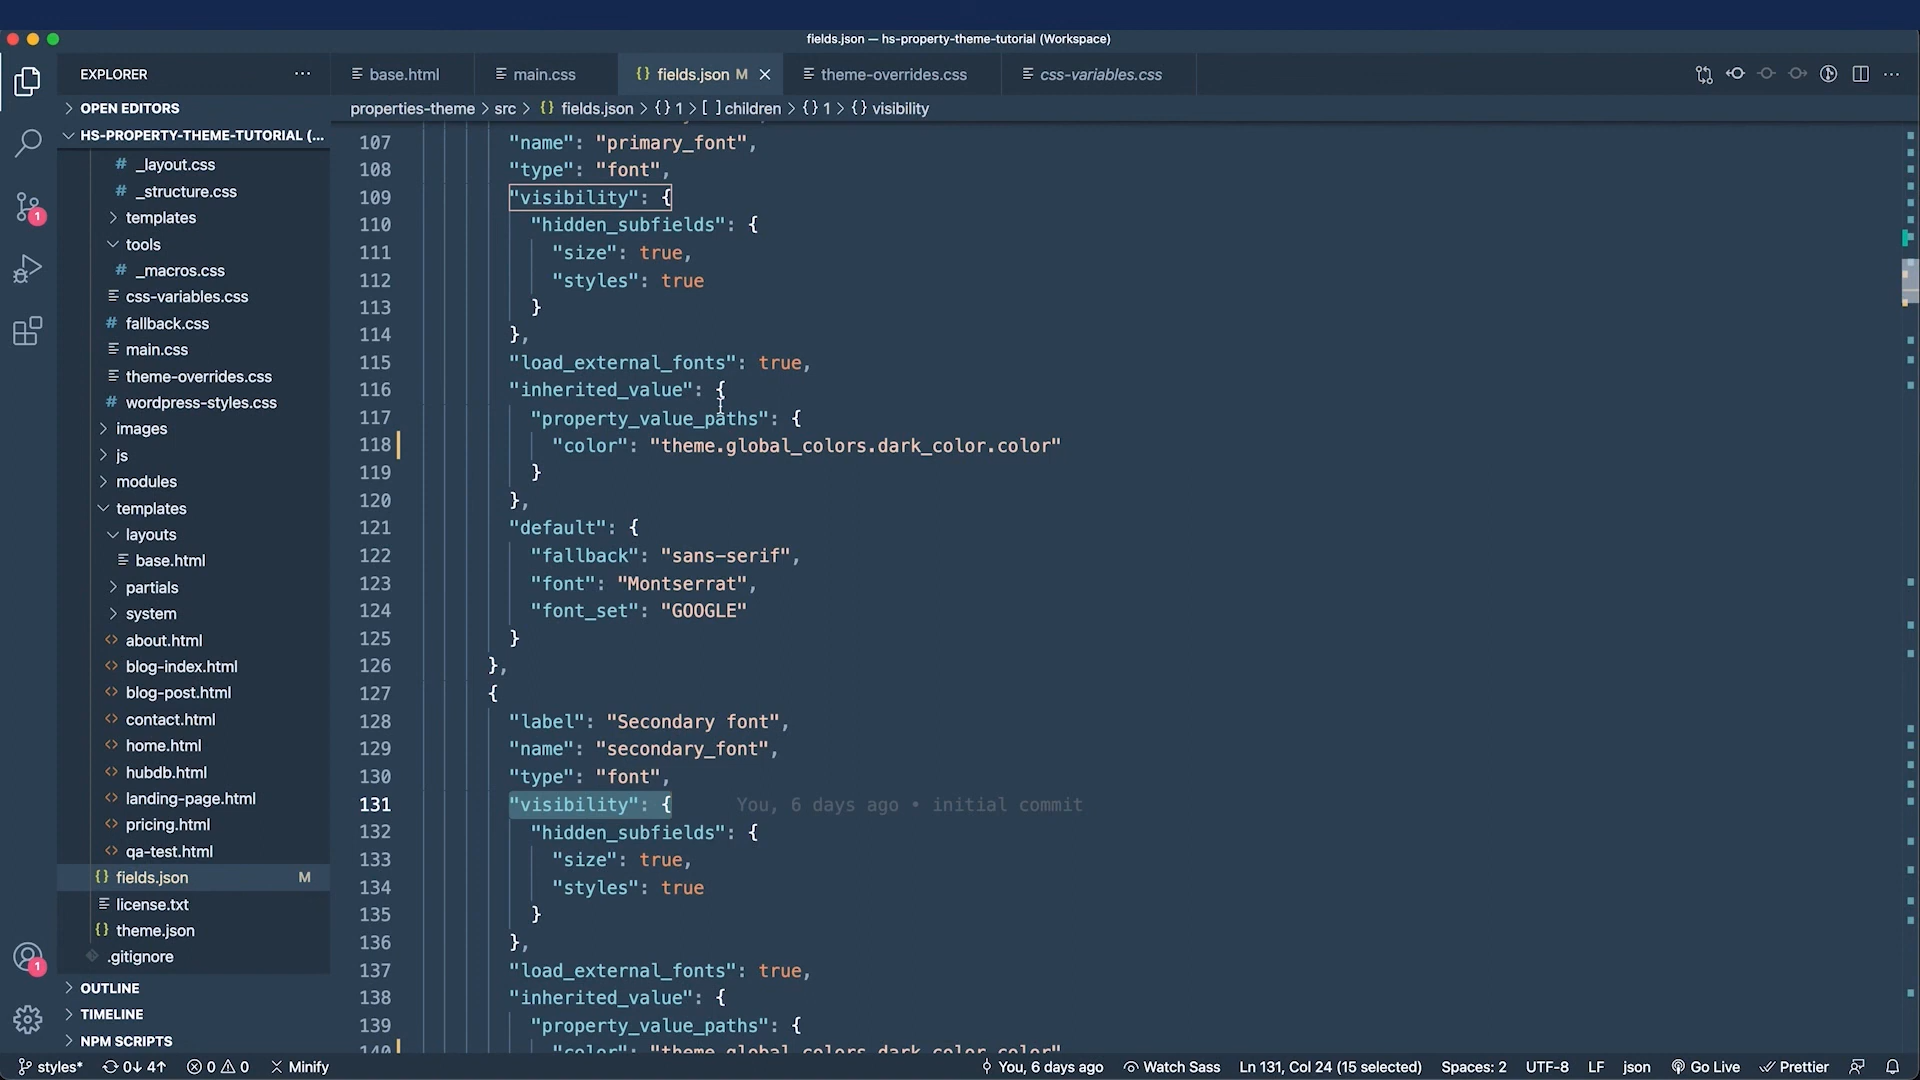 fields.json — hs-property-theme-tutorial (Workspace)
EXPLORER
base.html
main.css
{} fields.json M
theme-overrides.css
css-variables.css
OPEN EDITORS
HS-PROPERTY-THEME-TUTORIAL (...
# _layout.css
# _structure.css
templates
tools
# _macros.css
css-variables.css
# fallback.css
main.css
theme-overrides.css
wordpress-styles.css
images
js
modules
templates
layouts
base.html
partials
system
<> about.html
<> blog-index.html
<> blog-post.html
<> contact.html
<> home.html
<> hubdb.html
<> landing-page.html
<> pricing.html
<> qa-test.html
{} fields.json M
license.txt
{} theme.json
.gitignore
OUTLINE
TIMELINE
NPM SCRIPTS
1
1
properties-theme > src > {} fields.json > {} 1 > [ ] children > {} 1 > {} visibility
107 "name": "primary_font",
108 "type": "font",
109 "visibility": {
110 "hidden_subfields": {
111 "size": true,
112 "styles": true
113 }
114 },
115 "load_external_fonts": true,
116 "inherited_value": {
117 "property_value_paths": {
118 "color": "theme.global_colors.dark_color.color"
119 }
120 },
121 "default": {
122 "fallback": "sans-serif",
123 "font": "Montserrat",
124 "font_set": "GOOGLE"
125 }
126 },
127 {
128 "label": "Secondary font",
129 "name": "secondary_font",
130 "type": "font",
131 "visibility": { You, 6 days ago • initial commit
132 "hidden_subfields": {
133 "size": true,
134 "styles": true
135 }
136 },
137 "load_external_fonts": true,
138 "inherited_value": {
139 "property_value_paths": {
140 "color": "theme.global_colors.dark_color.color"
styles* 0↓ 4↑ 0 0 Minify You, 6 days ago Watch Sass Ln 131, Col 24 (15 selected) Spaces: 2 UTF-8 LF json Go Live Prettier